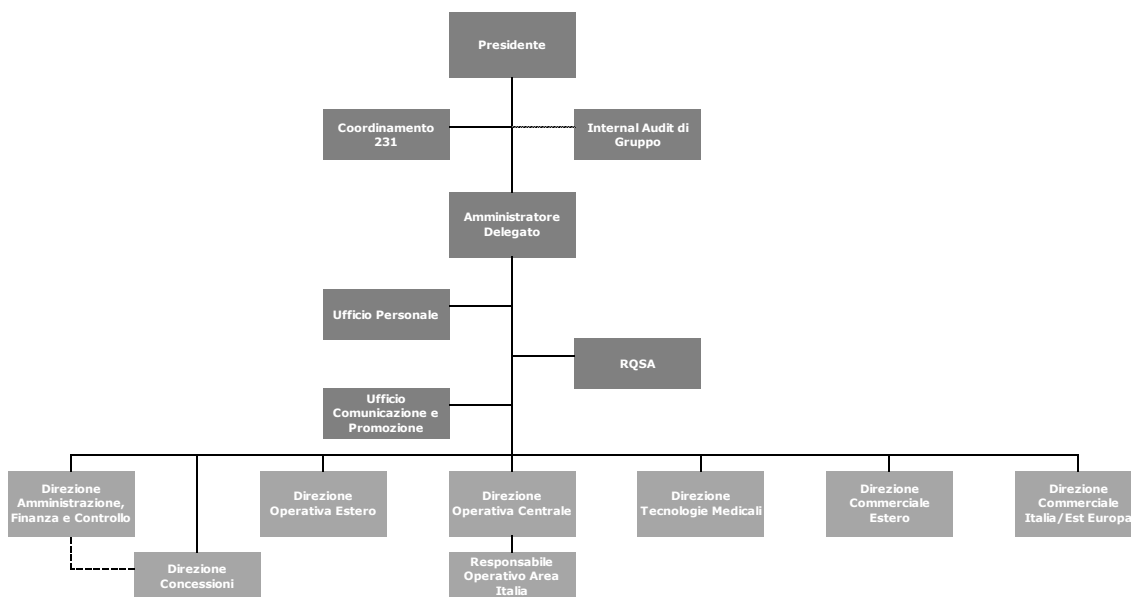 Presidente
Coordinamento
231
Internal Audit di
Gruppo
Amministratore
Delegato
Ufficio Personale
RQSA
Ufficio
Comunicazione e
Promozione
Direzione
Amministrazione,
Finanza e Controllo
Direzione
Operativa Estero
Direzione
Operativa Centrale
Direzione
Tecnologie Medicali
Direzione
Commerciale
Estero
Direzione
Commerciale
Italia/Est Europa
Direzione
Concessioni
Responsabile
Operativo Area
Italia